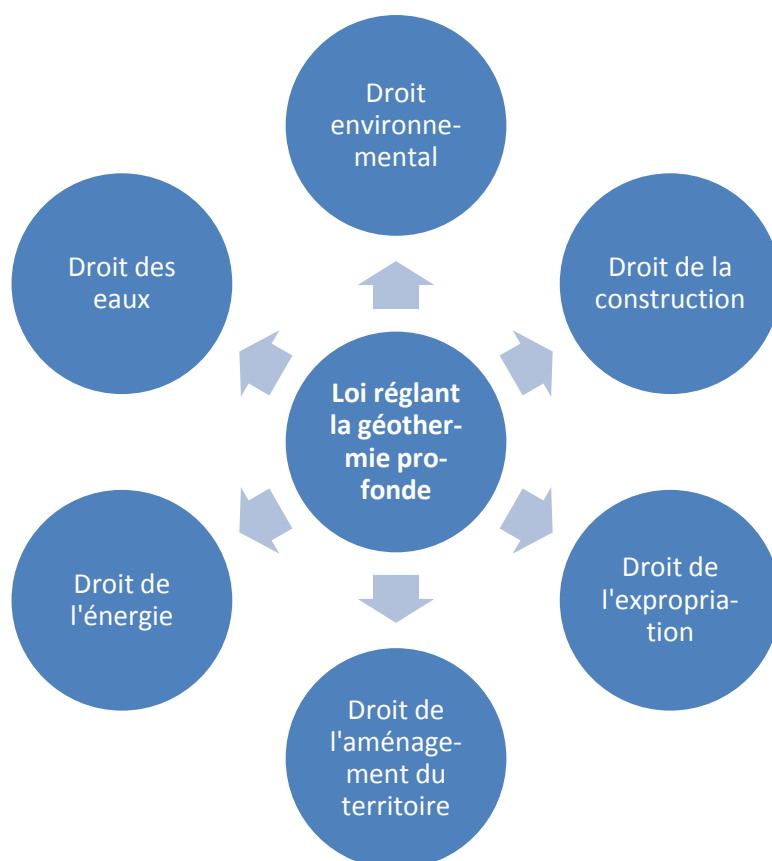 Droit
environne-
mental
Droit des
eaux
Droit de la
construction
Loi réglant
la géother-
mie pro-
fonde
Droit de
l'énergie
Droit de
l'expropria-
tion
Droit de
l'aménage-
ment du
territoire